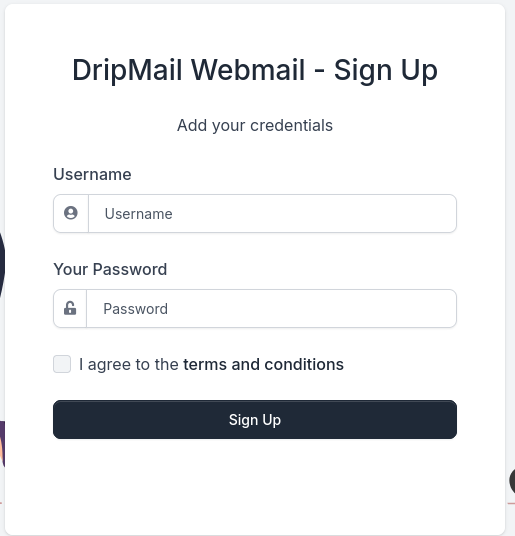 DripMail Webmail - Sign Up
Add your credentials
Username
Username
Your Password
Password
I agree to the terms and conditions
Sign Up